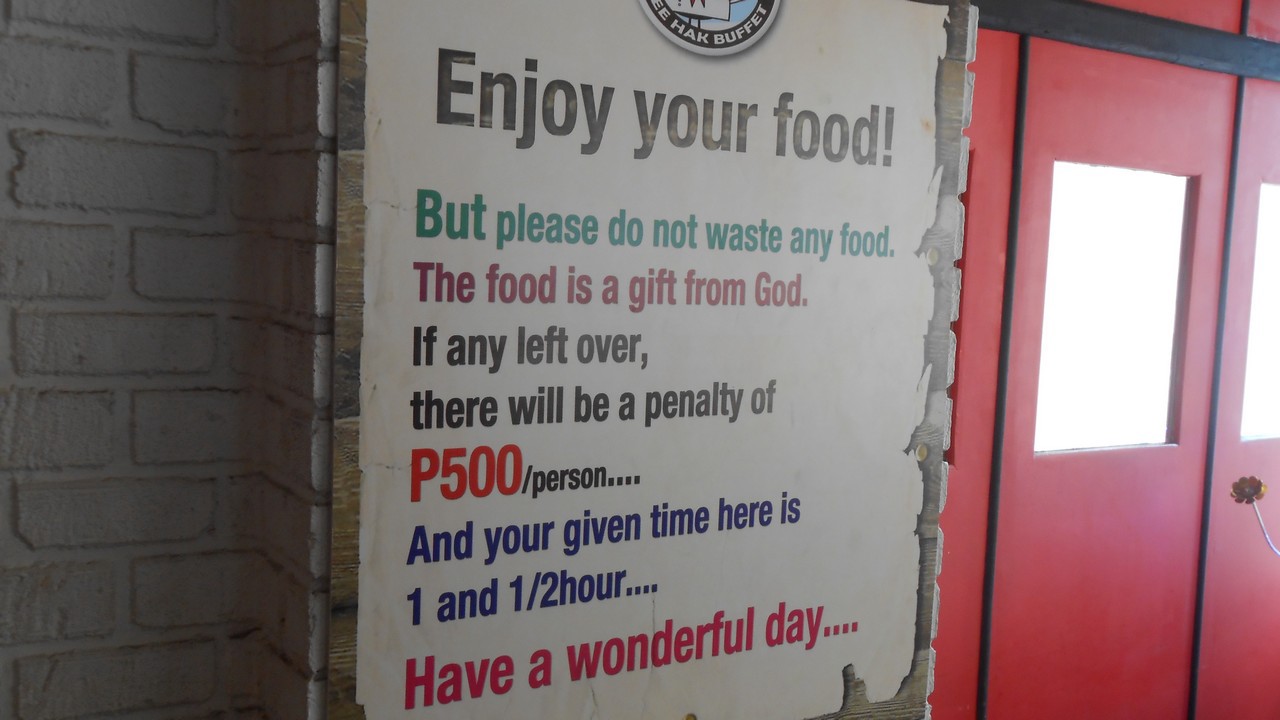 EE HAK BUFFET
Enjoy your food!
But please do not waste any food.
The food is a gift from God.
If any left over,
there will be a penalty of
P500/person....
And your given time here is
1 and 1/2hour....
Have a wonderful day....